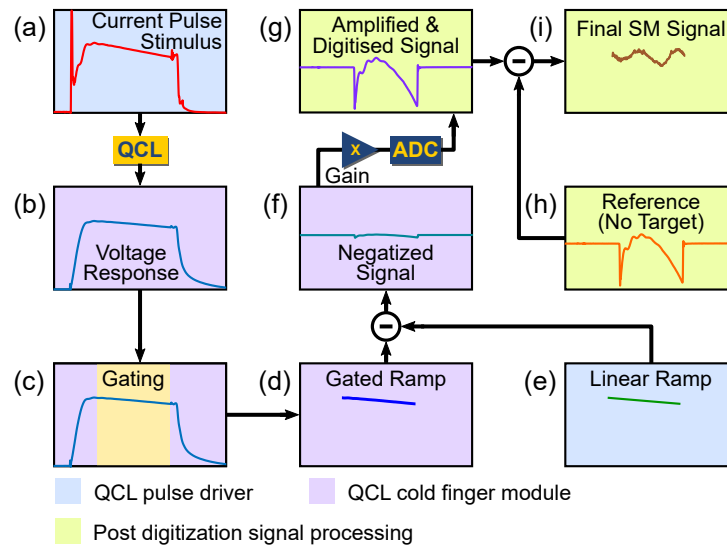 (a)
Current Pulse
Stimulus
QCL
(b)
Voltage
Response
(c)
Gating
(d)
Gated Ramp
(e)
Linear Ramp
(f)
Negatized
Signal
Gain
x
ADC
(g)
Amplified &
Digitised Signal
(h)
Reference
(No Target)
(i)
Final SM Signal
QCL pulse driver
QCL cold finger module
Post digitization signal processing